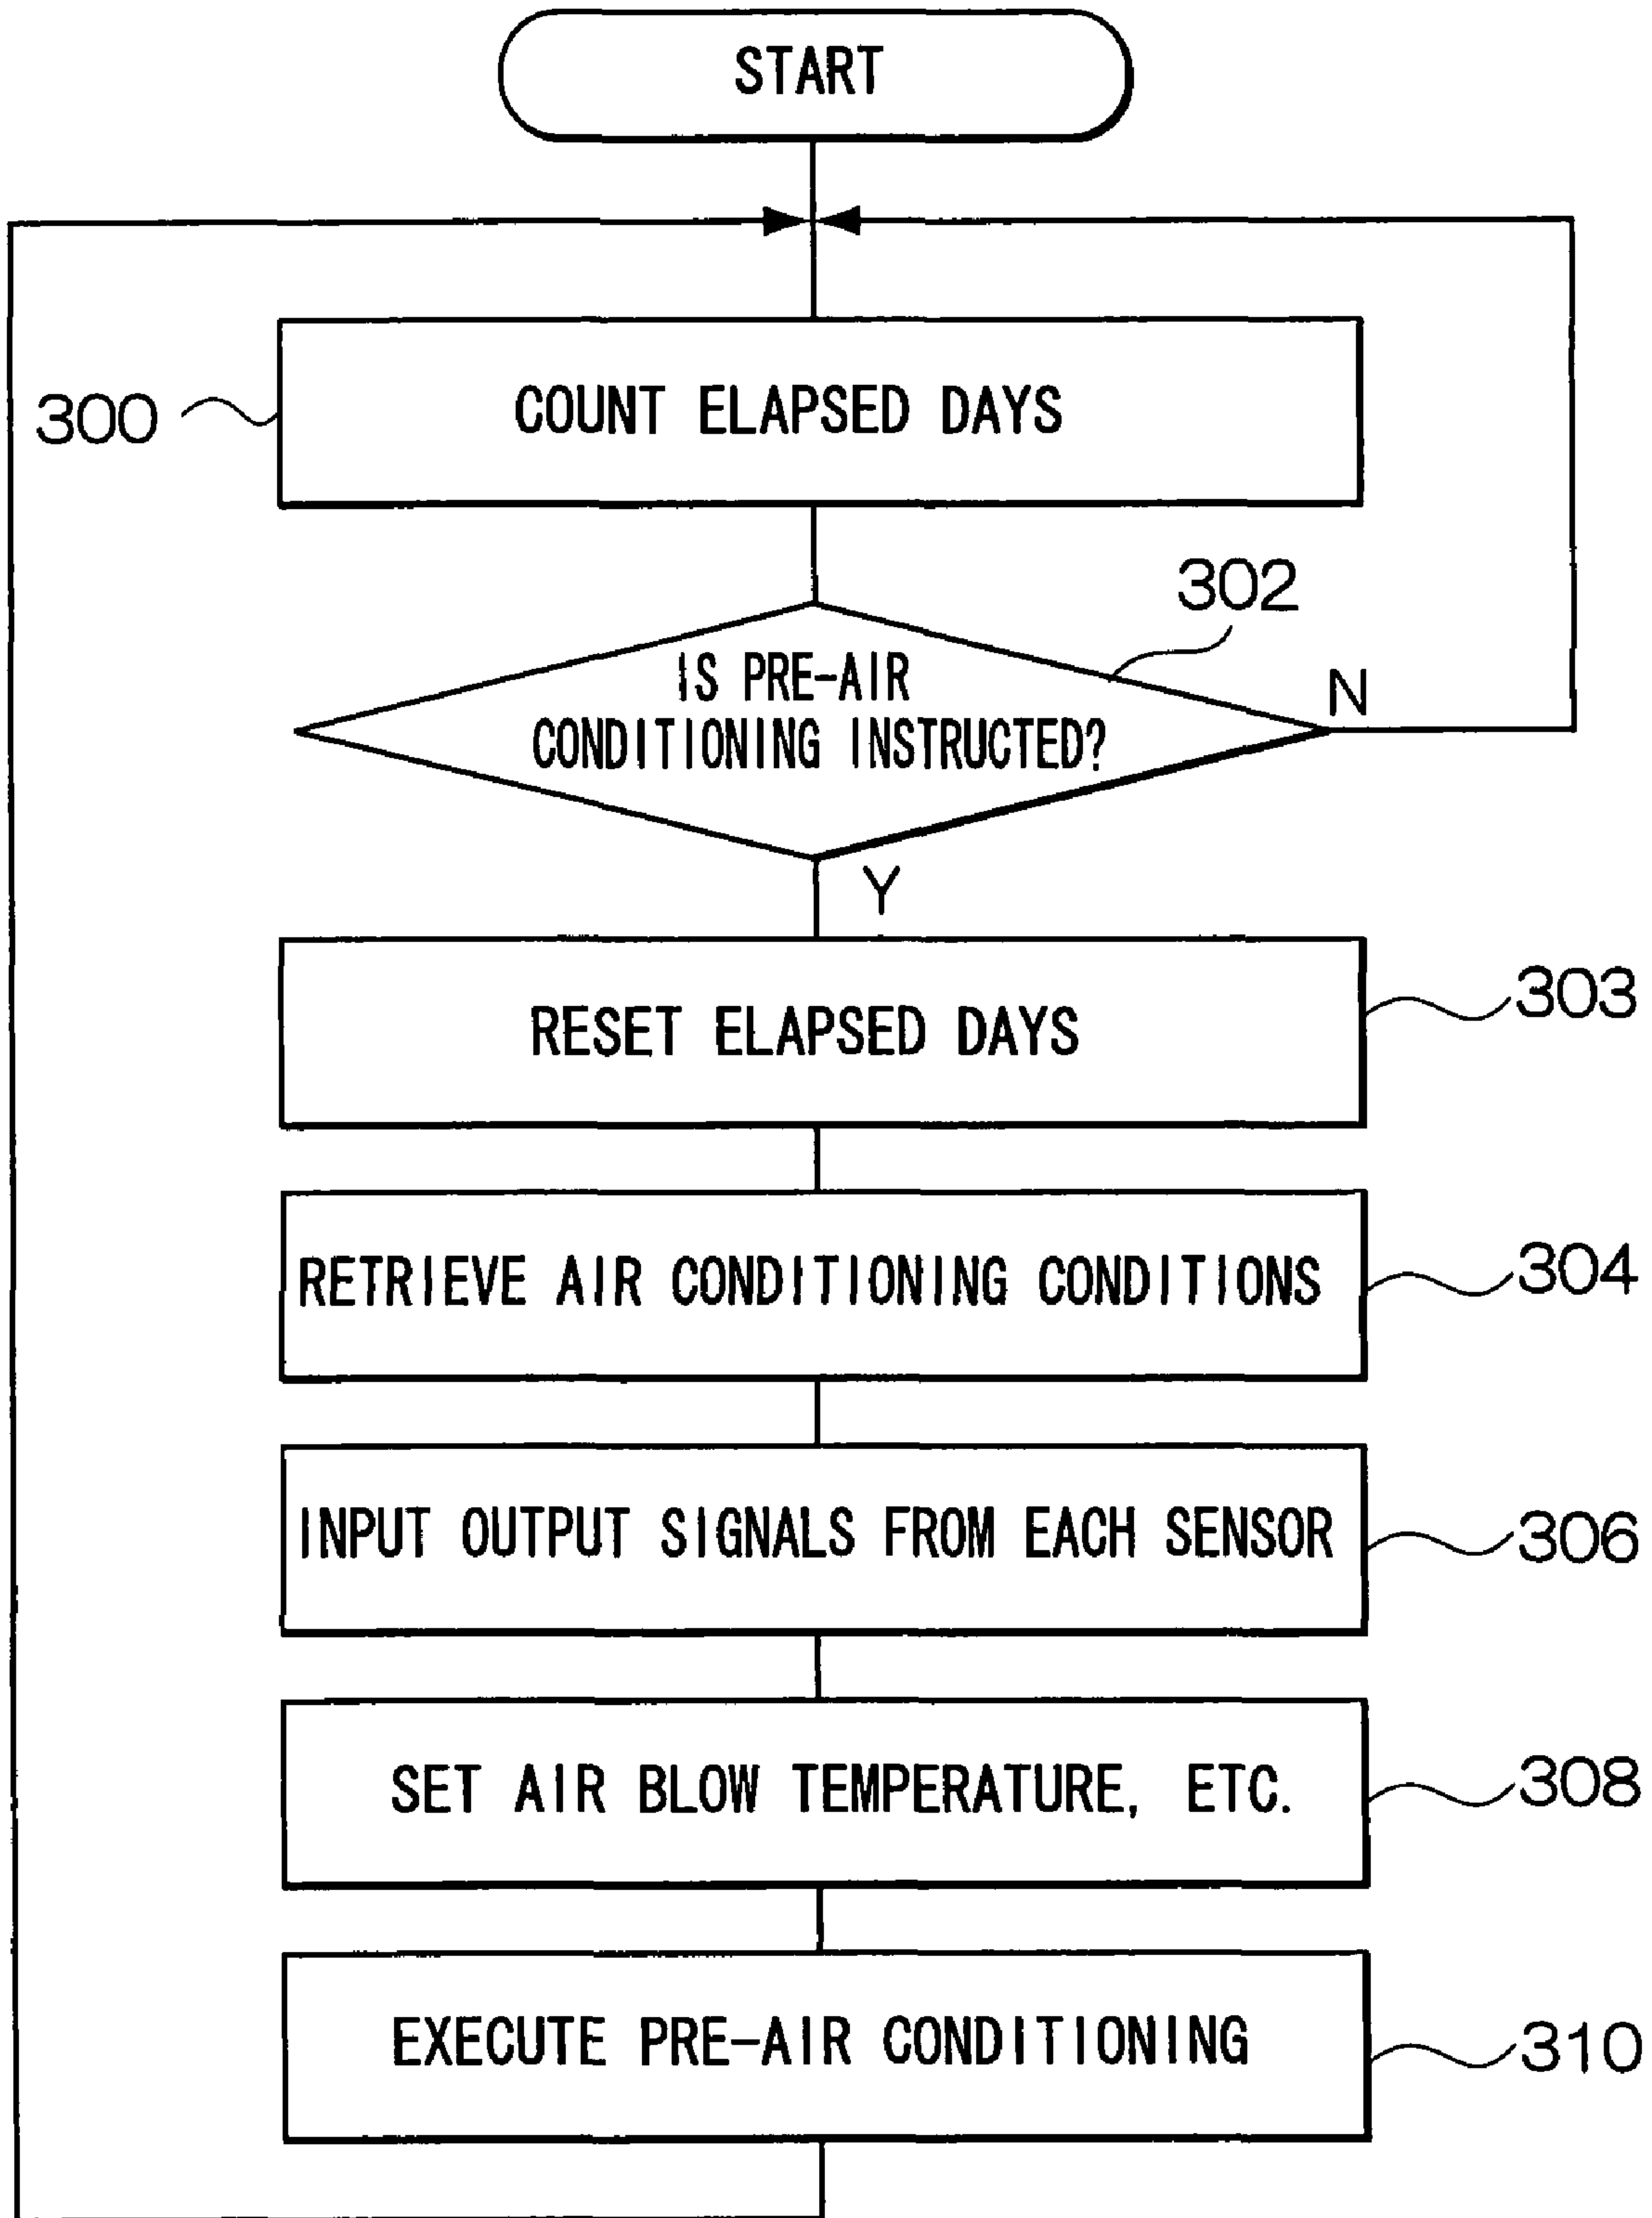 START
300
COUNT ELAPSED DAYS
302
IS PRE-AIR
CONDITIONING INSTRUCTED?
N
Y
RESET ELAPSED DAYS
303
RETRIEVE AIR CONDITIONING CONDITIONS
304
INPUT OUTPUT SIGNALS FROM EACH SENSOR
306
SET AIR BLOW TEMPERATURE, ETC.
308
EXECUTE PRE-AIR CONDITIONING
310